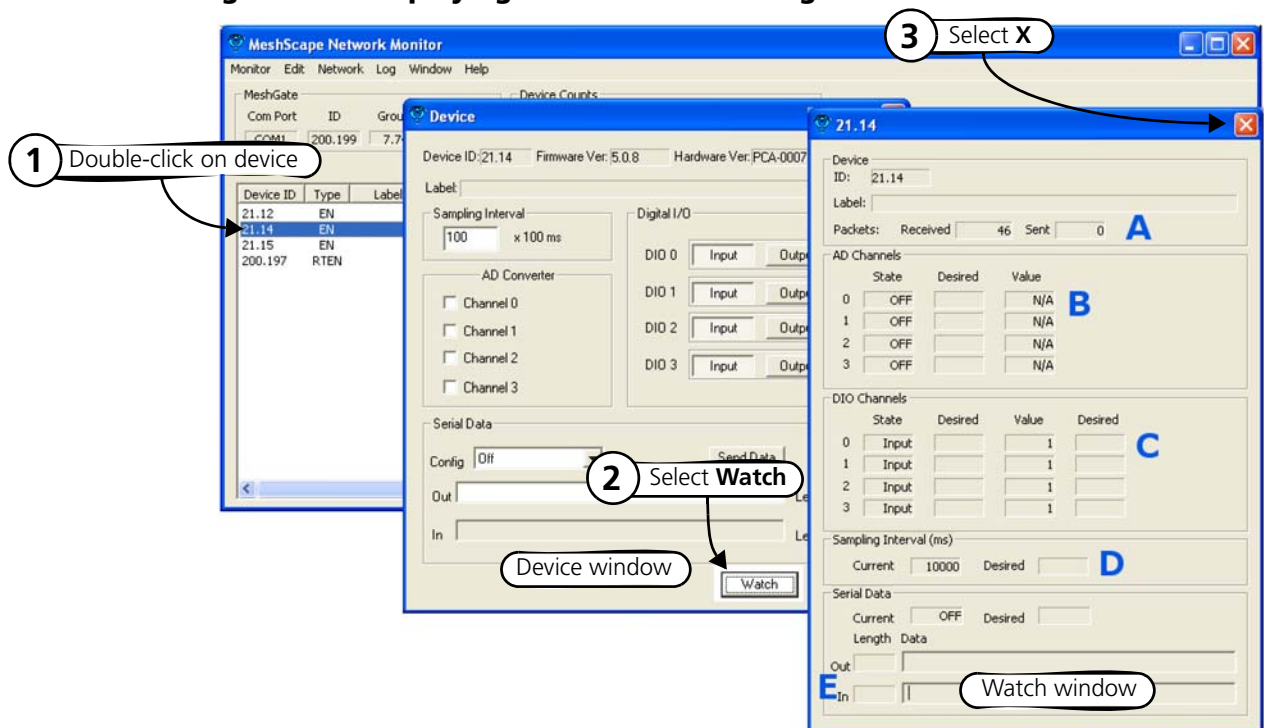 3 Select X
MeshScape Network Monitor
Monitor Edit Network Log Window Help
MeshGate
Device Counts
Com Port ID
COM1 200.199
1 Double-click on device
Device ID Type Label
21.12 EN
21.14 EN
21.15 EN
200.197 RTEN
Device
Device ID: 21.14 Firmware Ver: 5.0.8 Hardware Ver: PCA-0007
Label:
Sampling Interval
100 x 100 ms
AD Converter
Channel 0
Channel 1
Channel 2
Channel 3
Digital I/O
DIO 0 Input
DIO 1 Input
DIO 2 Input
DIO 3 Input
Serial Data
Config Off
Send Data
2 Select Watch
Out
In
Device window
Watch
21.14
Device
ID: 21.14
Label:
Packets: Received 46 Sent 0 A
AD Channels
State Desired Value
0 OFF N/A B
1 OFF N/A
2 OFF N/A
3 OFF N/A
DIO Channels
State Desired Value Desired
0 Input 1 C
1 Input 1
2 Input 1
3 Input 1
Sampling Interval (ms)
Current 10000 Desired D
Serial Data
Current OFF Desired
Length Data
Out
E In
Watch window